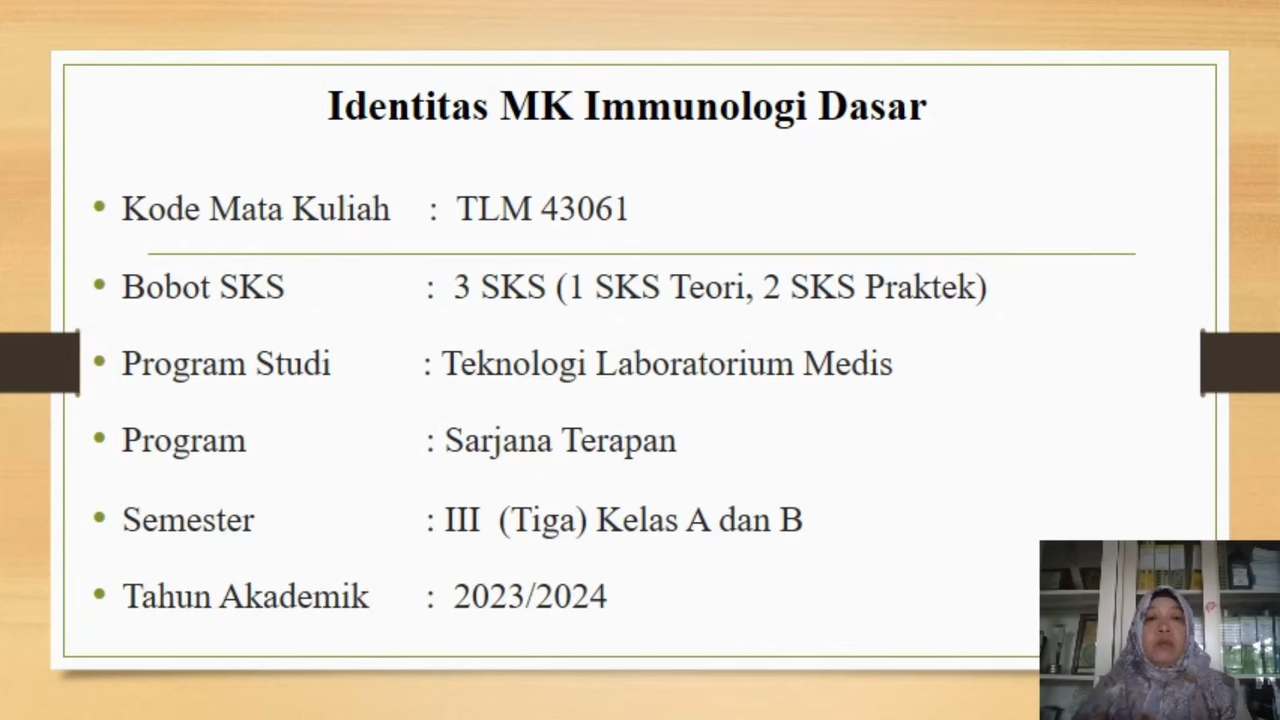 Identitas MK Immunologi Dasar
• Kode Mata Kuliah : TLM 43061
• Bobot SKS : 3 SKS (1 SKS Teori, 2 SKS Praktek)
• Program Studi : Teknologi Laboratorium Medis
• Program : Sarjana Terapan
• Semester : III (Tiga) Kelas A dan B
• Tahun Akademik : 2023/2024